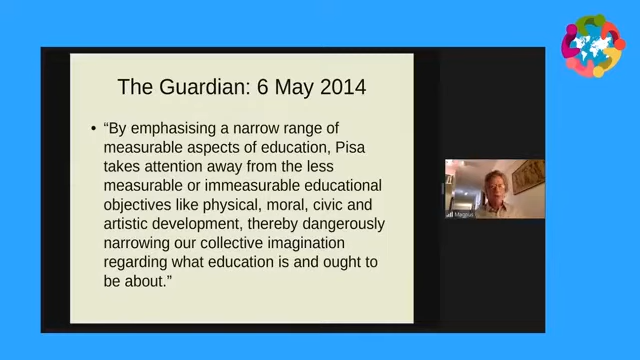 The Guardian: 6 May 2014
• “By emphasising a narrow range of
measurable aspects of education, Pisa
takes attention away from the less
measurable or immeasurable educational
objectives like physical, moral, civic and
artistic development, thereby dangerously
narrowing our collective imagination
regarding what education is and ought to
be about.”
Magnus